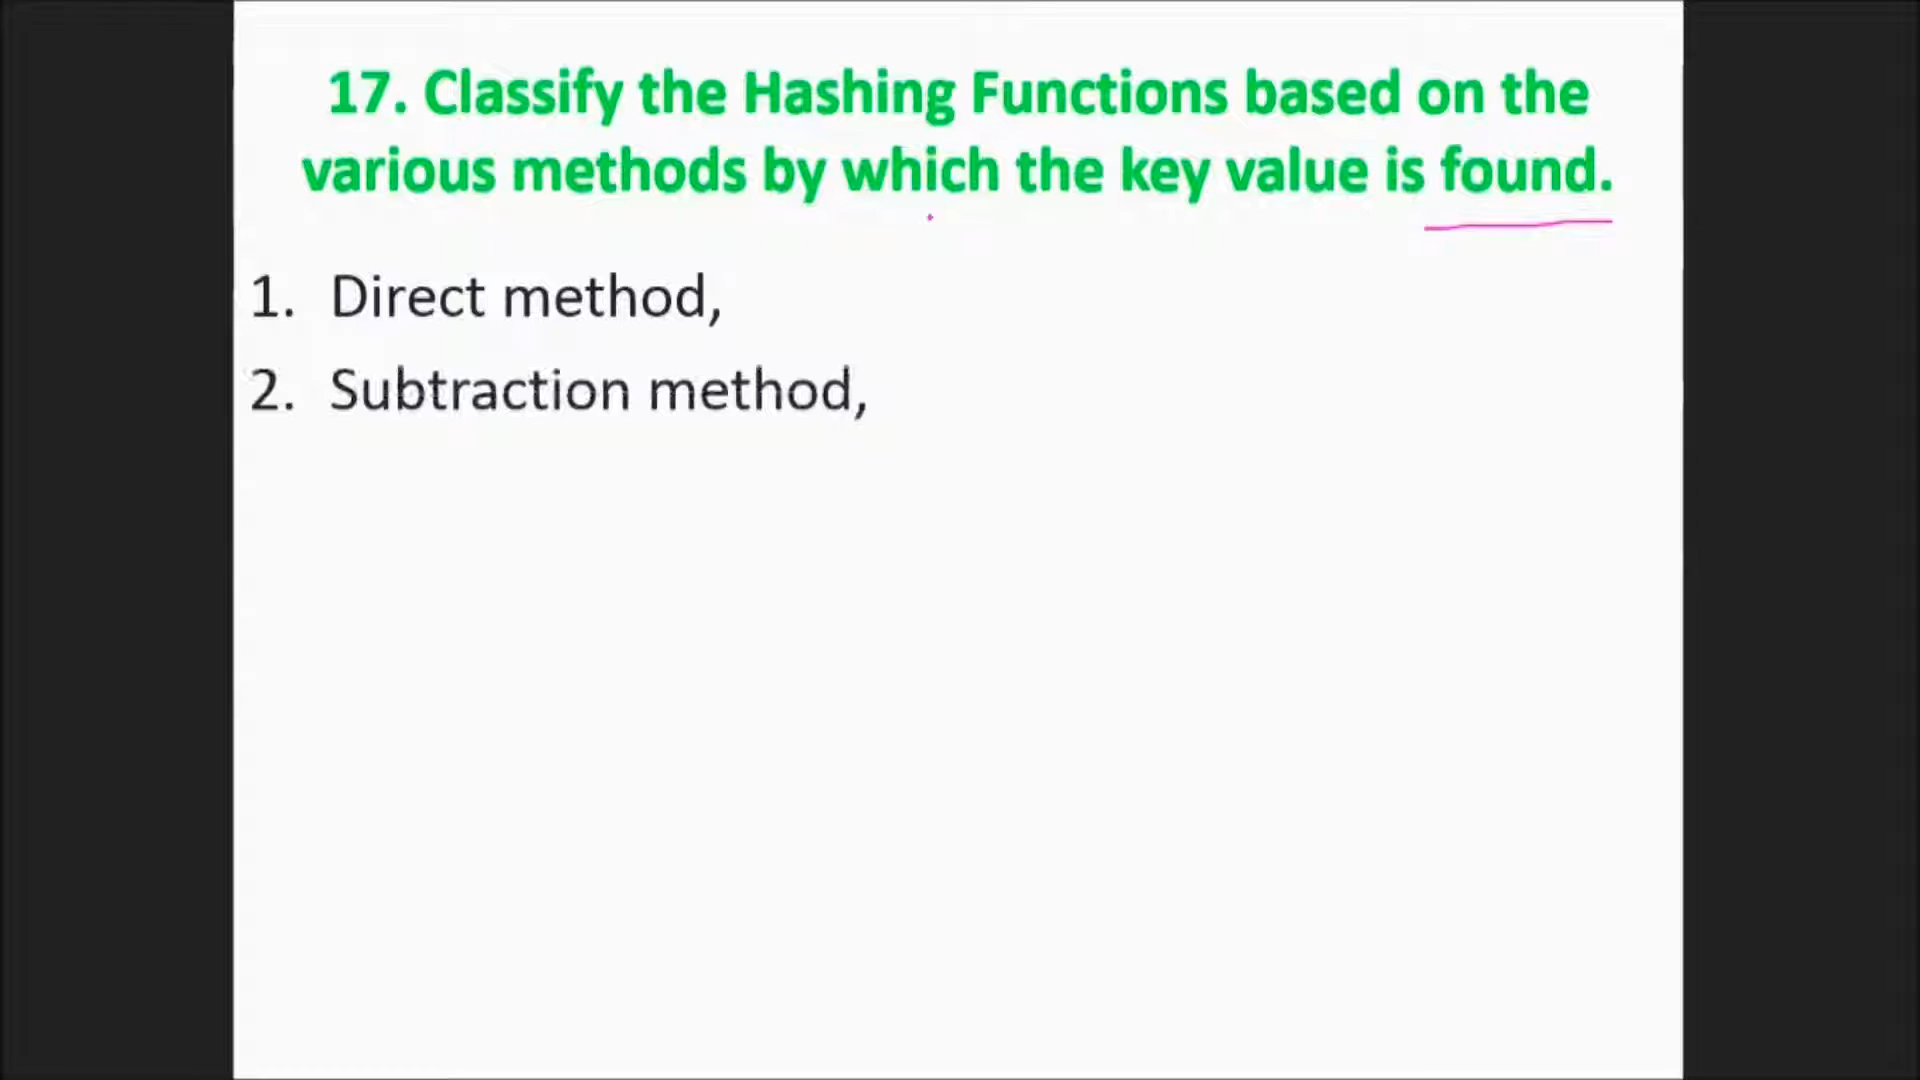 17. Classify the Hashing Functions based on the
various methods by which the key value is found.
1. Direct method,
2. Subtraction method,